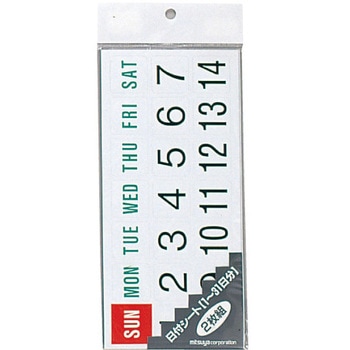 SUN MON TUE WED THU FRI SAT
2 3 4 5 6 7
9 10 11 12 13 14
日付シート【1~31日分】
2枚組
mitsuya corporation